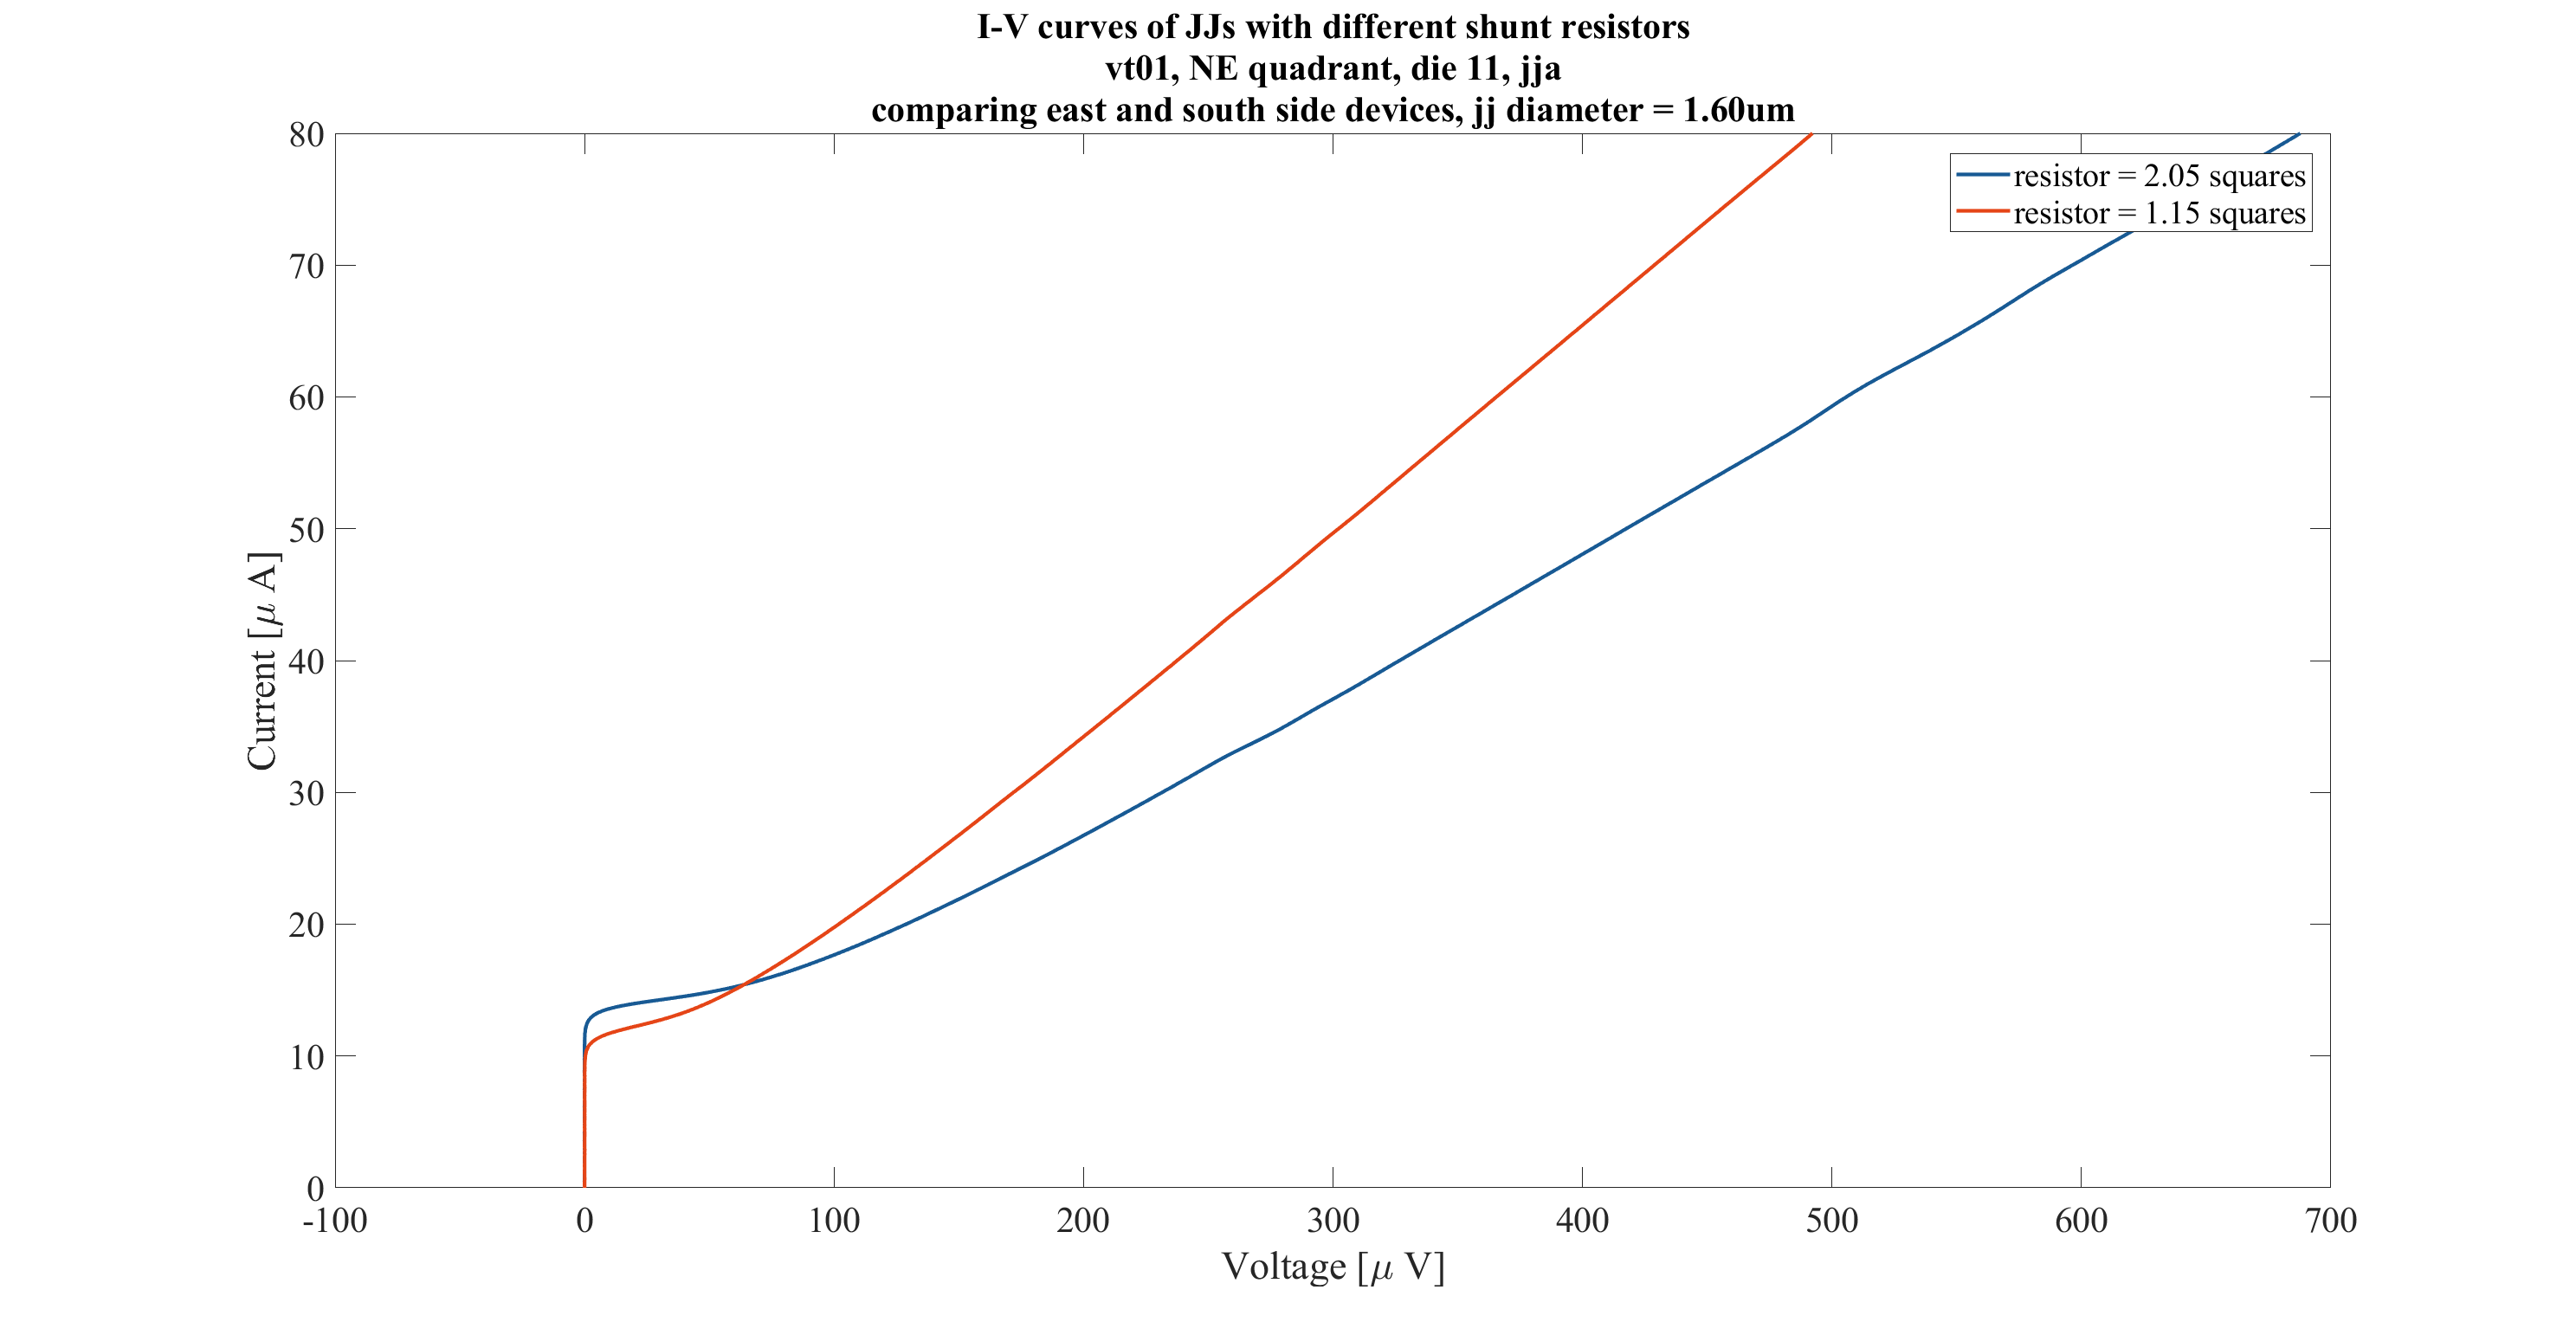 I-V curves of JJs with different shunt resistors
vt01, NE quadrant, die 11, jja
comparing east and south side devices, jj diameter = 1.60um
resistor = 2.05 squares
resistor = 1.15 squares
Current [μ A]
80
70
60
50
40
30
20
10
0
-100 0 100 200 300 400 500 600 700
Voltage [μ V]